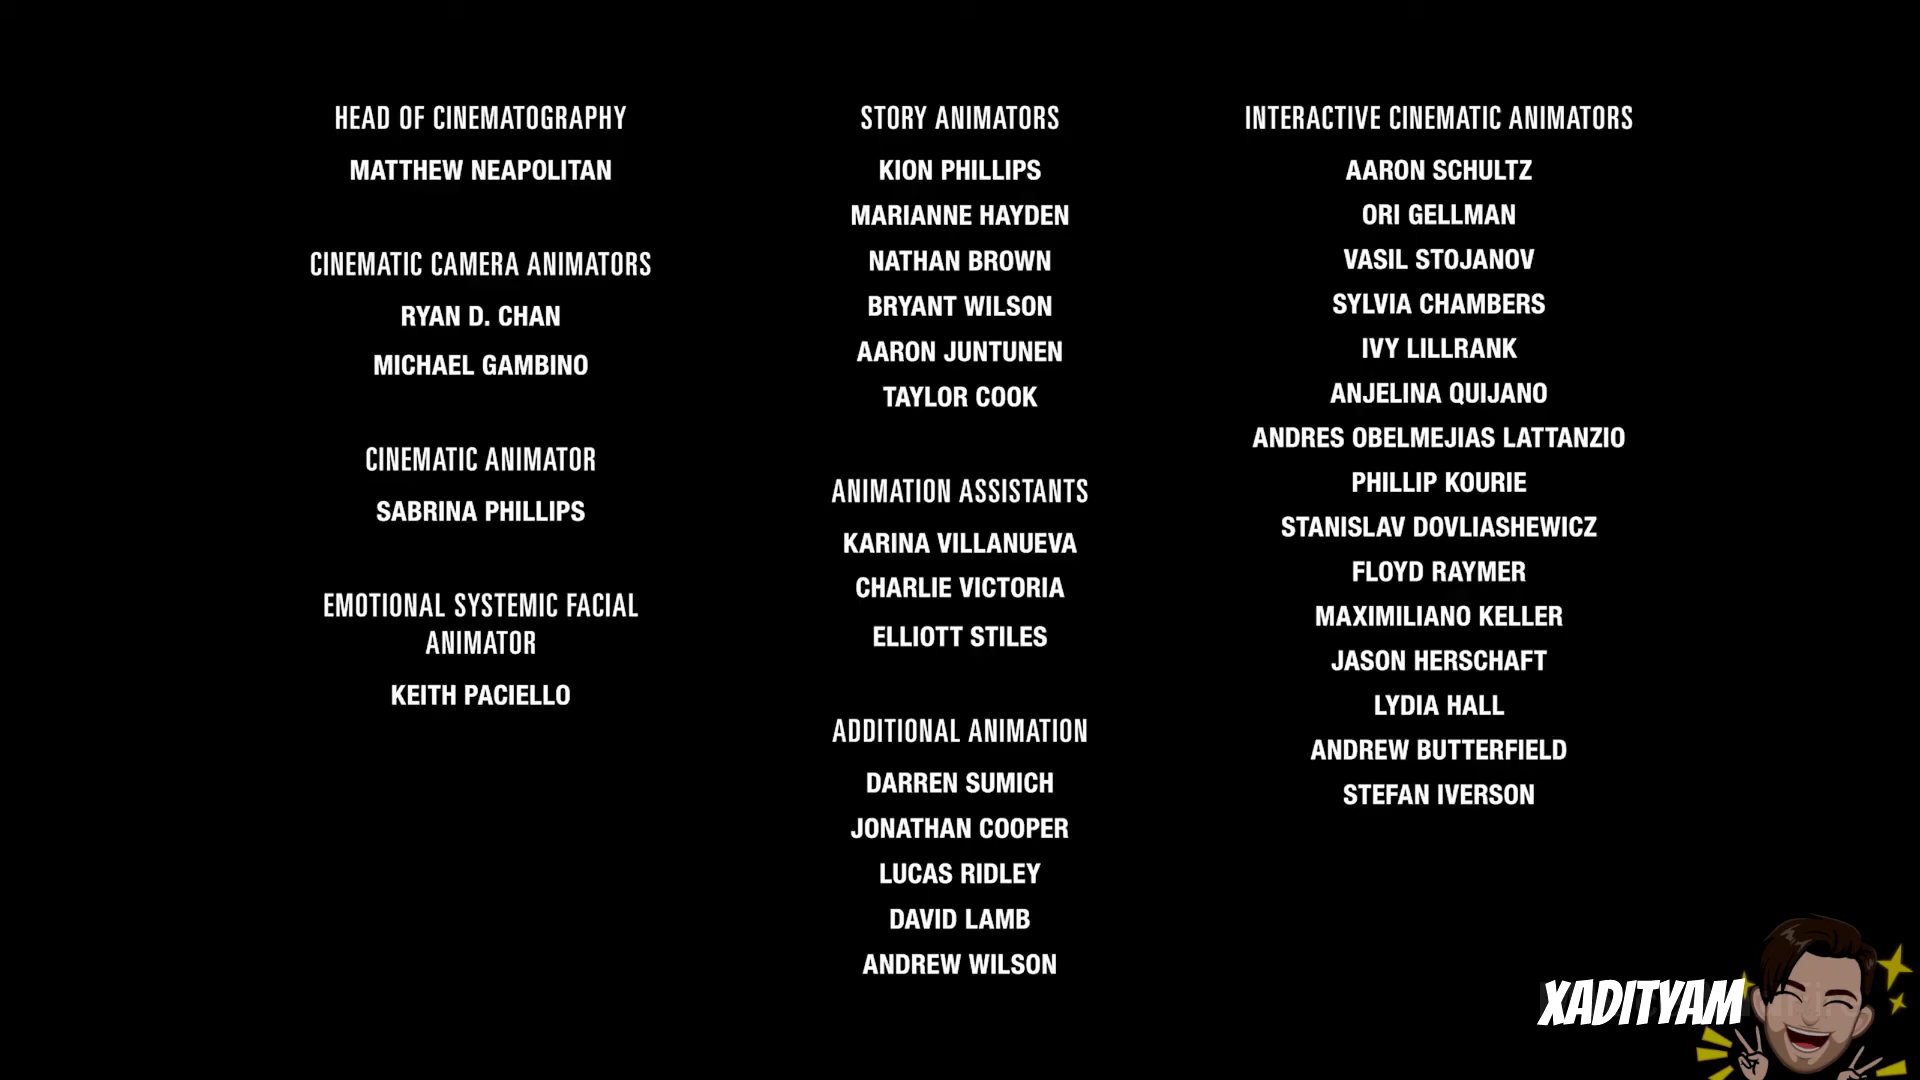 HEAD OF CINEMATOGRAPHY
MATTHEW NEAPOLITAN
CINEMATIC CAMERA ANIMATORS
RYAN D. CHAN
MICHAEL GAMBINO
CINEMATIC ANIMATOR
SABRINA PHILLIPS
EMOTIONAL SYSTEMIC FACIAL
ANIMATOR
KEITH PACIELLO
STORY ANIMATORS
KION PHILLIPS
MARIANNE HAYDEN
NATHAN BROWN
BRYANT WILSON
AARON JUNTUNEN
TAYLOR COOK
ANIMATION ASSISTANTS
KARINA VILLANUEVA
CHARLIE VICTORIA
ELLIOTT STILES
ADDITIONAL ANIMATION
DARREN SUMICH
JONATHAN COOPER
LUCAS RIDLEY
DAVID LAMB
ANDREW WILSON
INTERACTIVE CINEMATIC ANIMATORS
AARON SCHULTZ
ORI GELLMAN
VASIL STOJANOV
SYLVIA CHAMBERS
IVY LILLRANK
ANJELINA QUIJANO
ANDRES OBELMEJIAS LATTANZIO
PHILLIP KOURIE
STANISLAV DOVLIASHEWICZ
FLOYD RAYMER
MAXIMILIANO KELLER
JASON HERSCHAFT
LYDIA HALL
ANDREW BUTTERFIELD
STEFAN IVERSON
XADITYAM